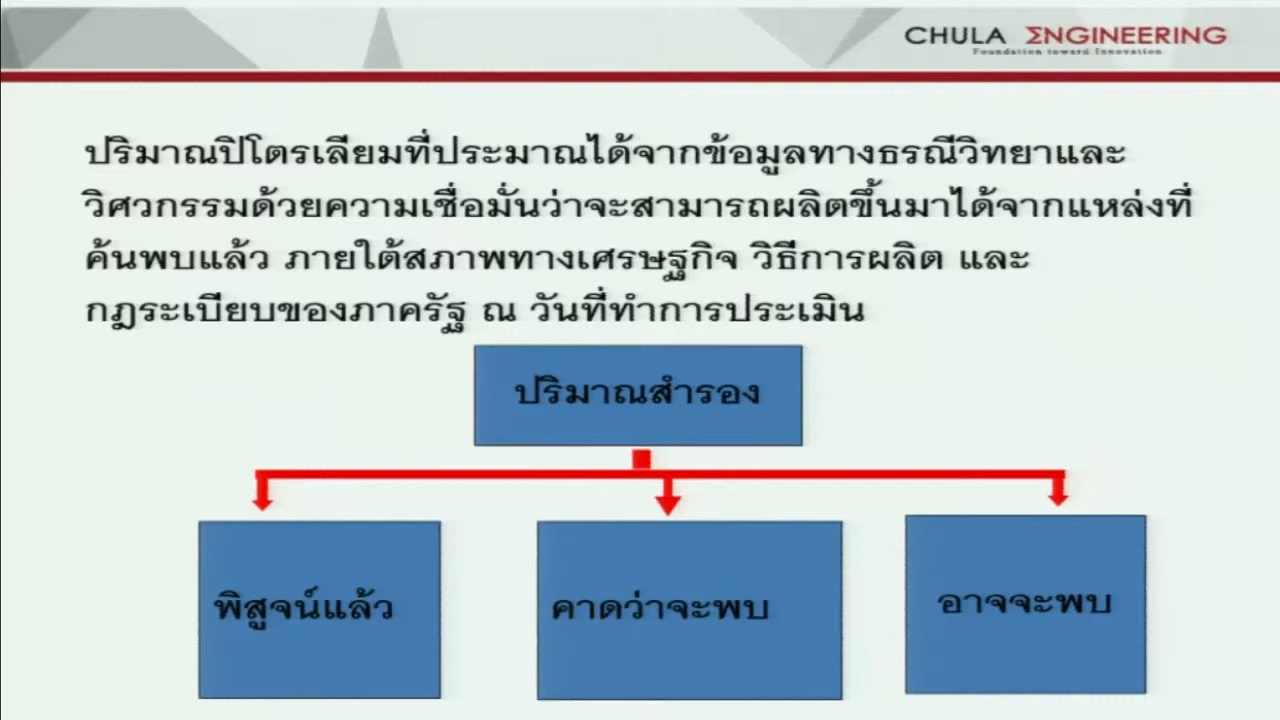 CHULA ΣNGINEERING
Foundation toward Innovation
ปริมาณปิโตรเลียมที่ประมาณได้จากข้อมูลทางธรณีวิทยาและ
วิศวกรรมด้วยความเชื่อมั่นว่าจะสามารถผลิตขึ้นมาได้จากแหล่งที่
ค้นพบแล้ว ภายใต้สภาพทางเศรษฐกิจ วิธีการผลิต และ
กฎระเบียบของภาครัฐ ณ วันที่ทำการประเมิน
ปริมาณสำรอง
พิสูจน์แล้ว
คาดว่าจะพบ
อาจจะพบ